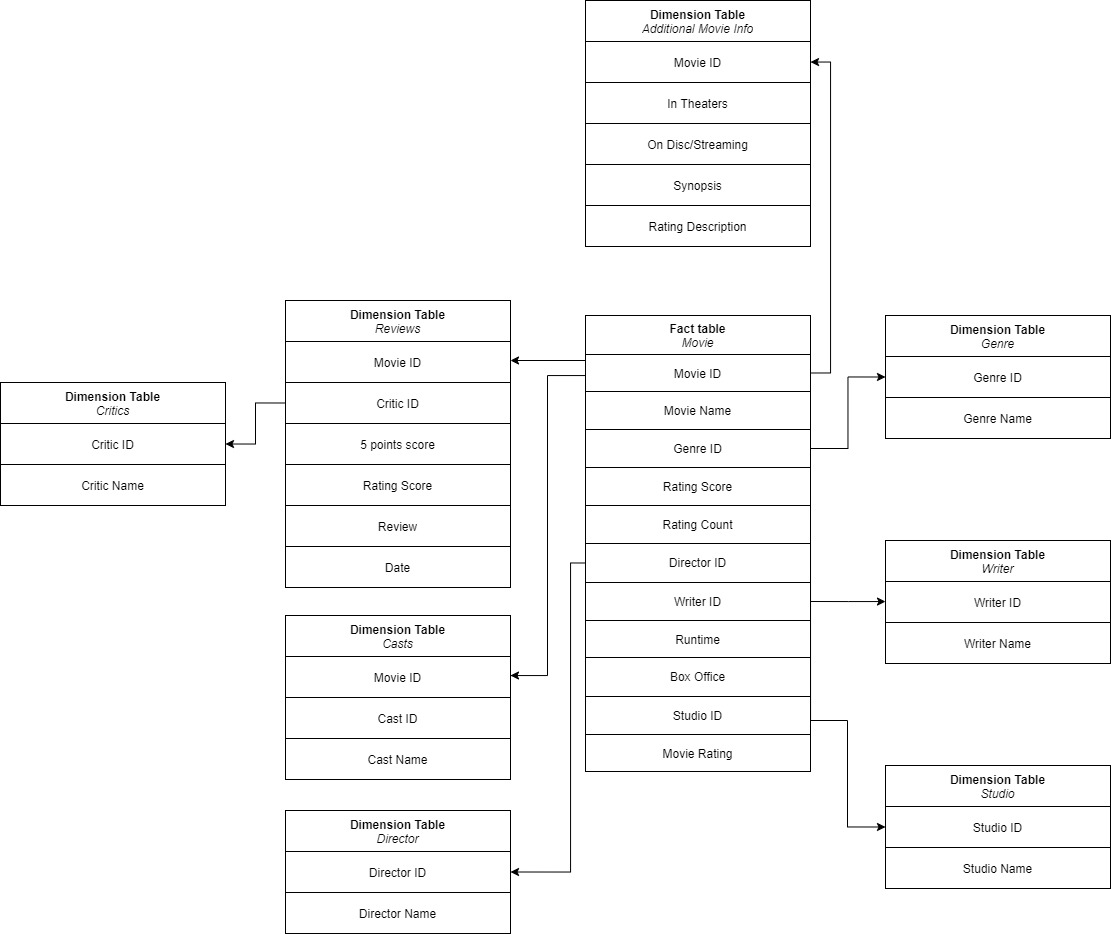 Dimension Table
Additional Movie Info
Movie ID
In Theaters
On Disc/Streaming
Synopsis
Rating Description
Dimension Table
Reviews
Movie ID
Critic ID
5 points score
Rating Score
Review
Date
Fact table
Movie
Movie ID
Movie Name
Genre ID
Rating Score
Rating Count
Director ID
Writer ID
Runtime
Box Office
Studio ID
Movie Rating
Dimension Table
Genre
Genre ID
Genre Name
Dimension Table
Critics
Critic ID
Critic Name
Dimension Table
Writer
Writer ID
Writer Name
Dimension Table
Casts
Movie ID
Cast ID
Cast Name
Dimension Table
Studio
Studio ID
Studio Name
Dimension Table
Director
Director ID
Director Name